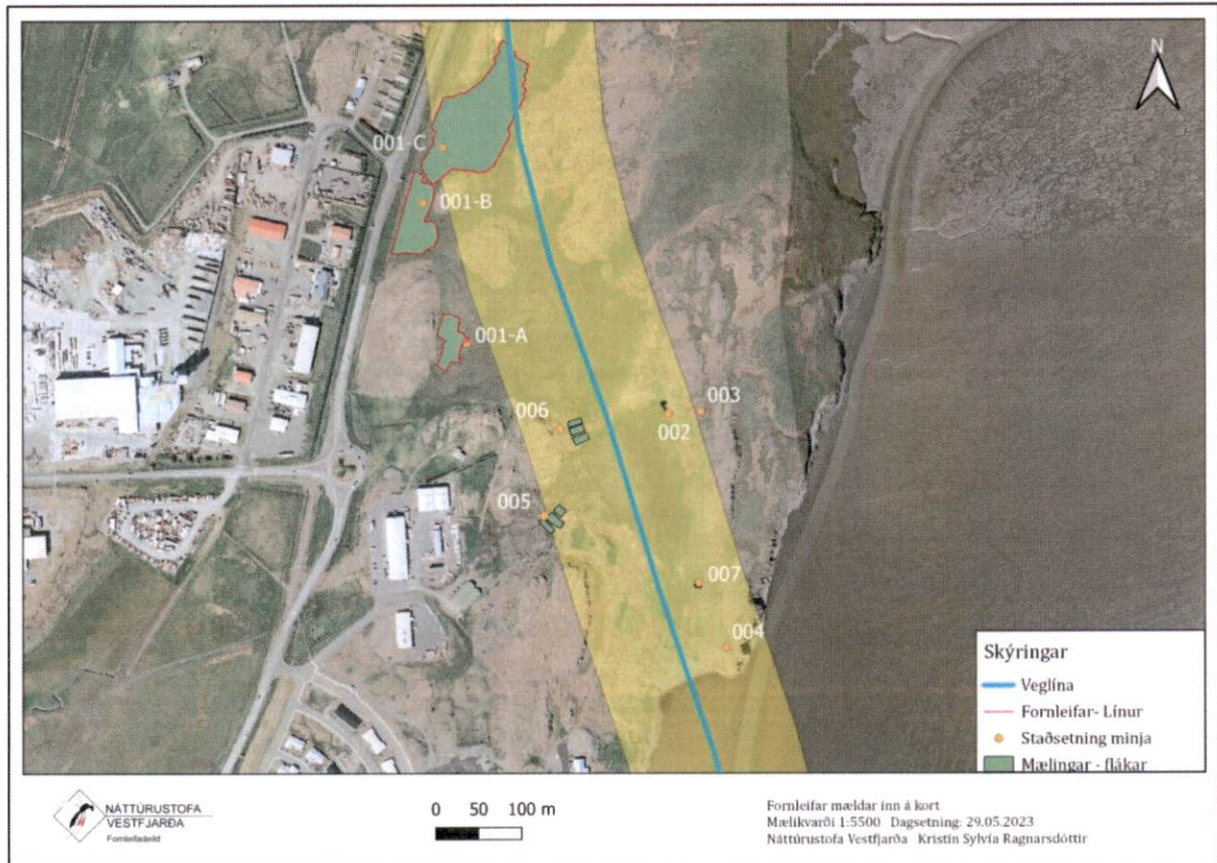 N
001-C
001-B
001-A
006
003
002
005
007
004
Skýringar
Veglína
Fornleifar- Línur
Staðsetning minja
Mælingar - flákar
NÁTTÚRUSTOFA
VESTFJARÐA
Fornleifadeild
0 50 100 m
Fornleifar mældar inn á kort
Mælikvarði 1:5500 Dagsetning: 29.05.2023
Náttúrustofa Vestfjarða Kristín Sylvía Ragnarsdóttir